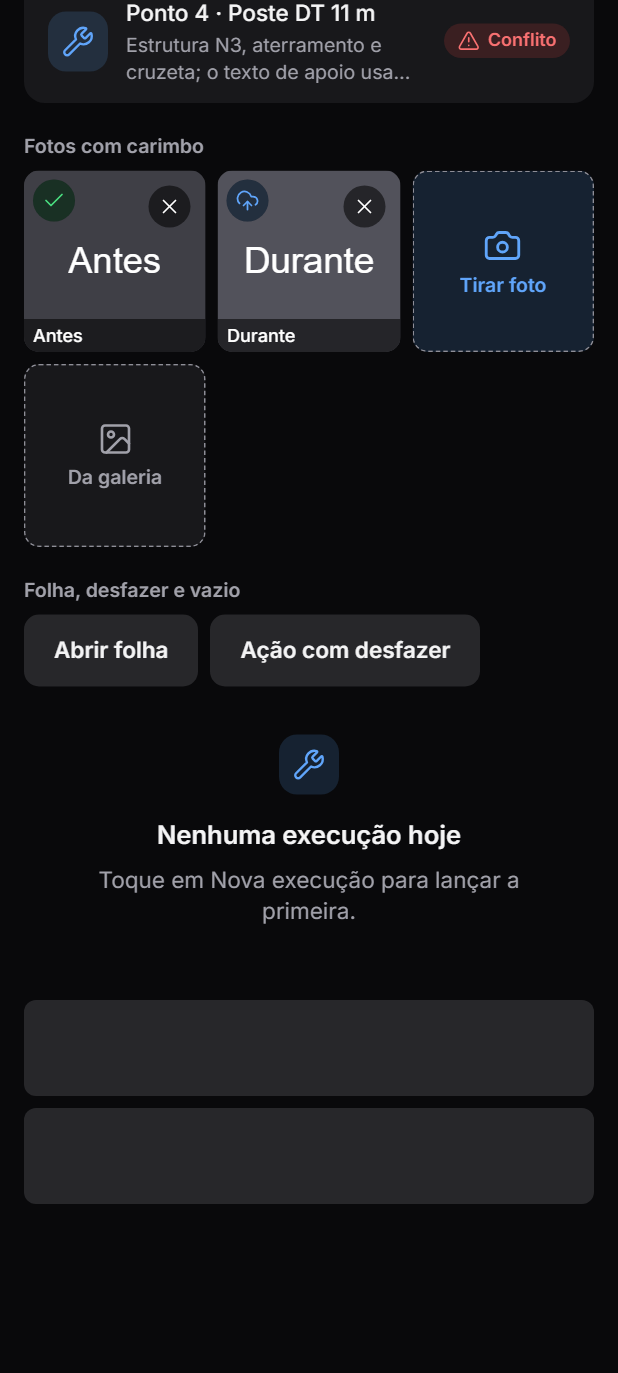 Ponto 4 · Poste DT 11 m
Estrutura N3, aterramento e
cruzeta; o texto de apoio usa...
Conflito
Fotos com carimbo
Antes
Durante
Antes
Durante
Tirar foto
Da galeria
Folha, desfazer e vazio
Abrir folha
Ação com desfazer
Nenhuma execução hoje
Toque em Nova execução para lançar a
primeira.